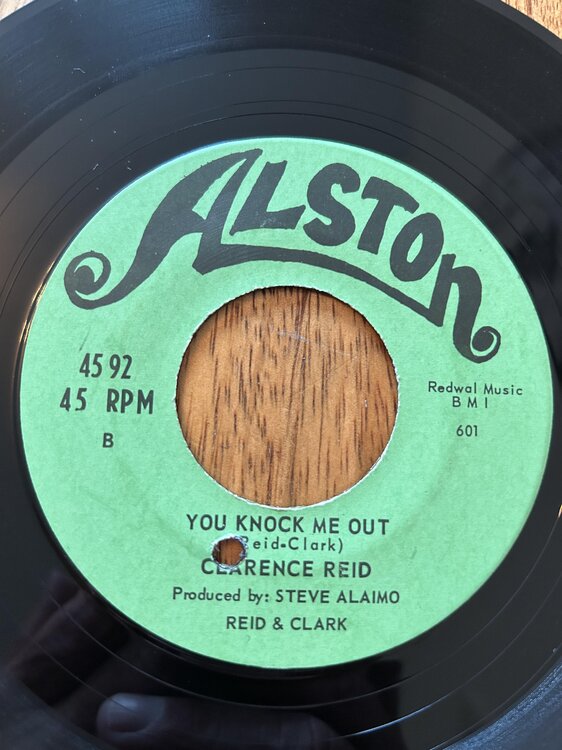 ALSTON
45 92
45 RPM
B
Redwal Music
B M I
601
YOU KNOCK ME OUT
eid-Clark)
CLARENCE REID
Produced by: STEVE ALAIMO
REID & CLARK